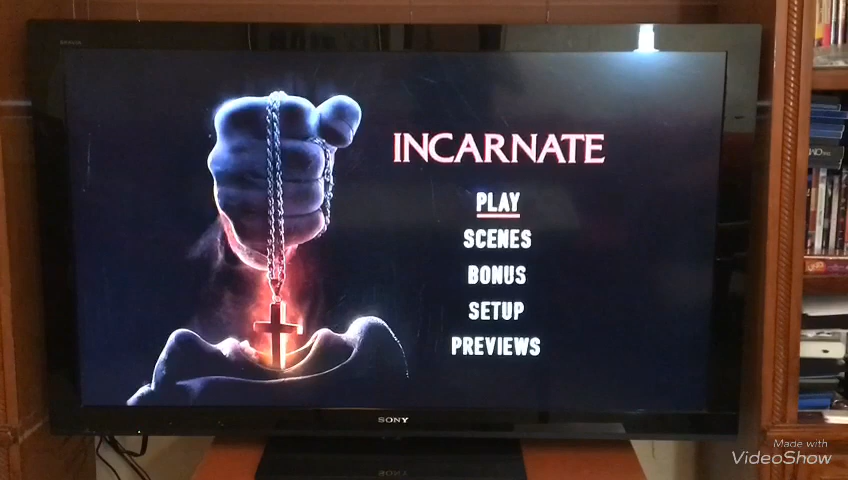 INCARNATE
PLAY
SCENES
BONUS
SETUP
PREVIEWS
SONY
Made with
VideoShow